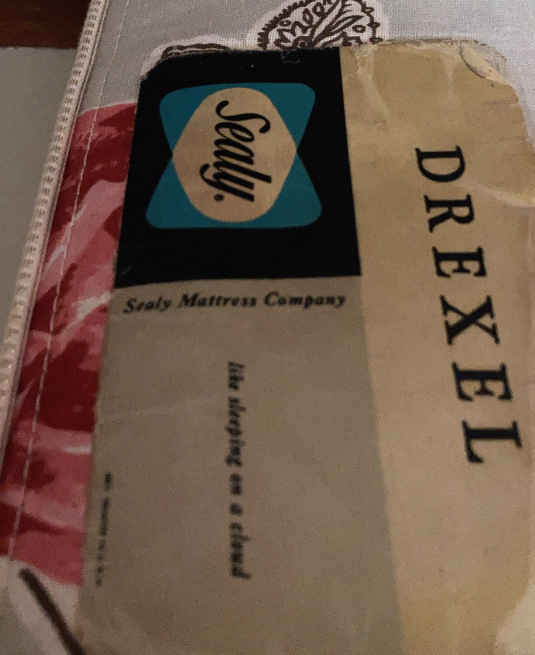 Sealy.
Sealy Mattress Company
like sleeping on a cloud
DREXEL